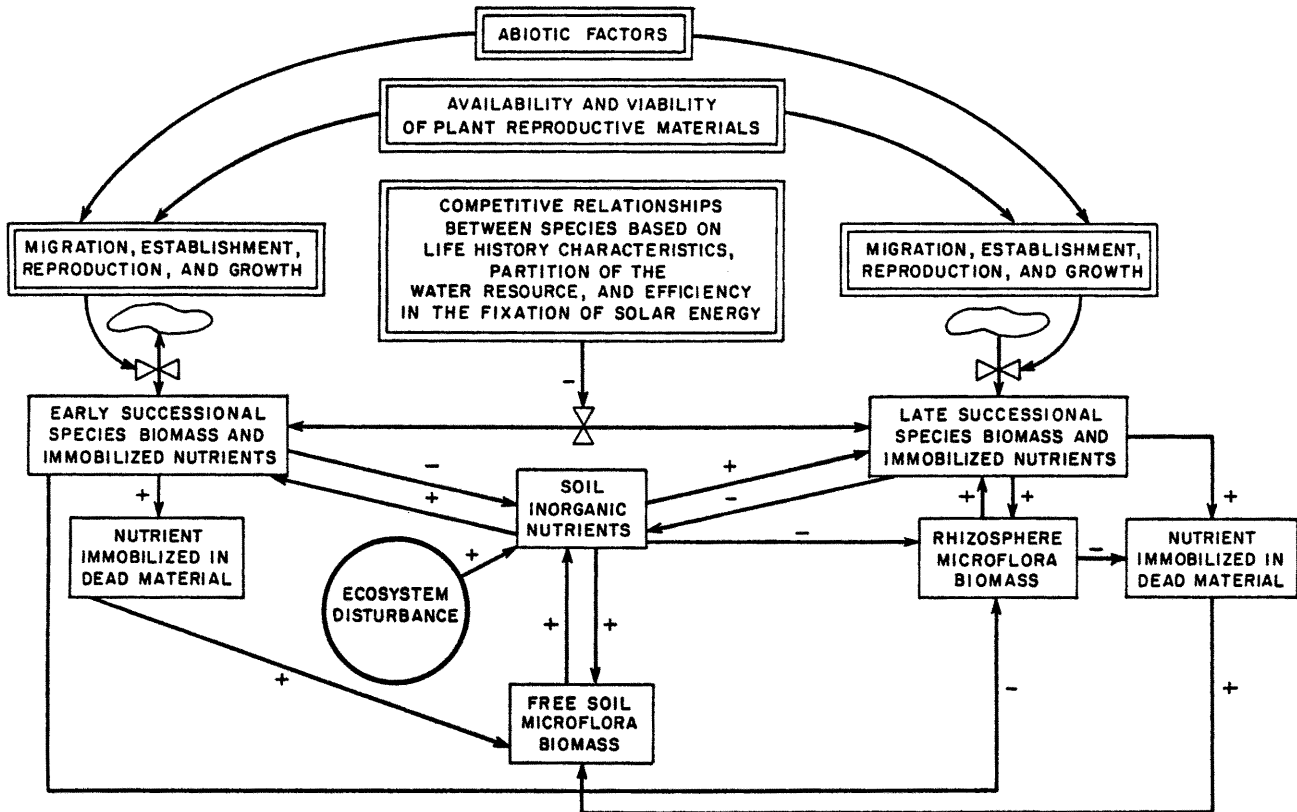 ABIOTIC FACTORS
AVAILABILITY AND VIABILITY
OF PLANT REPRODUCTIVE MATERIALS
COMPETITIVE RELATIONSHIPS
BETWEEN SPECIES BASED ON
LIFE HISTORY CHARACTERISTICS,
PARTITION OF THE
WATER RESOURCE, AND EFFICIENCY
IN THE FIXATION OF SOLAR ENERGY
MIGRATION, ESTABLISHMENT,
REPRODUCTION, AND GROWTH
MIGRATION, ESTABLISHMENT,
REPRODUCTION, AND GROWTH
-
EARLY SUCCESSIONAL
SPECIES BIOMASS AND
IMMOBILIZED NUTRIENTS
LATE SUCCESSIONAL
SPECIES BIOMASS AND
IMMOBILIZED NUTRIENTS
-
+
+
-
+
+
+
+
SOIL
INORGANIC
NUTRIENTS
NUTRIENT
IMMOBILIZED IN
DEAD MATERIAL
RHIZOSPHERE
MICROFLORA
BIOMASS
NUTRIENT
IMMOBILIZED IN
DEAD MATERIAL
-
-
+
ECOSYSTEM
DISTURBANCE
+
+
+
-
+
FREE SOIL
MICROFLORA
BIOMASS